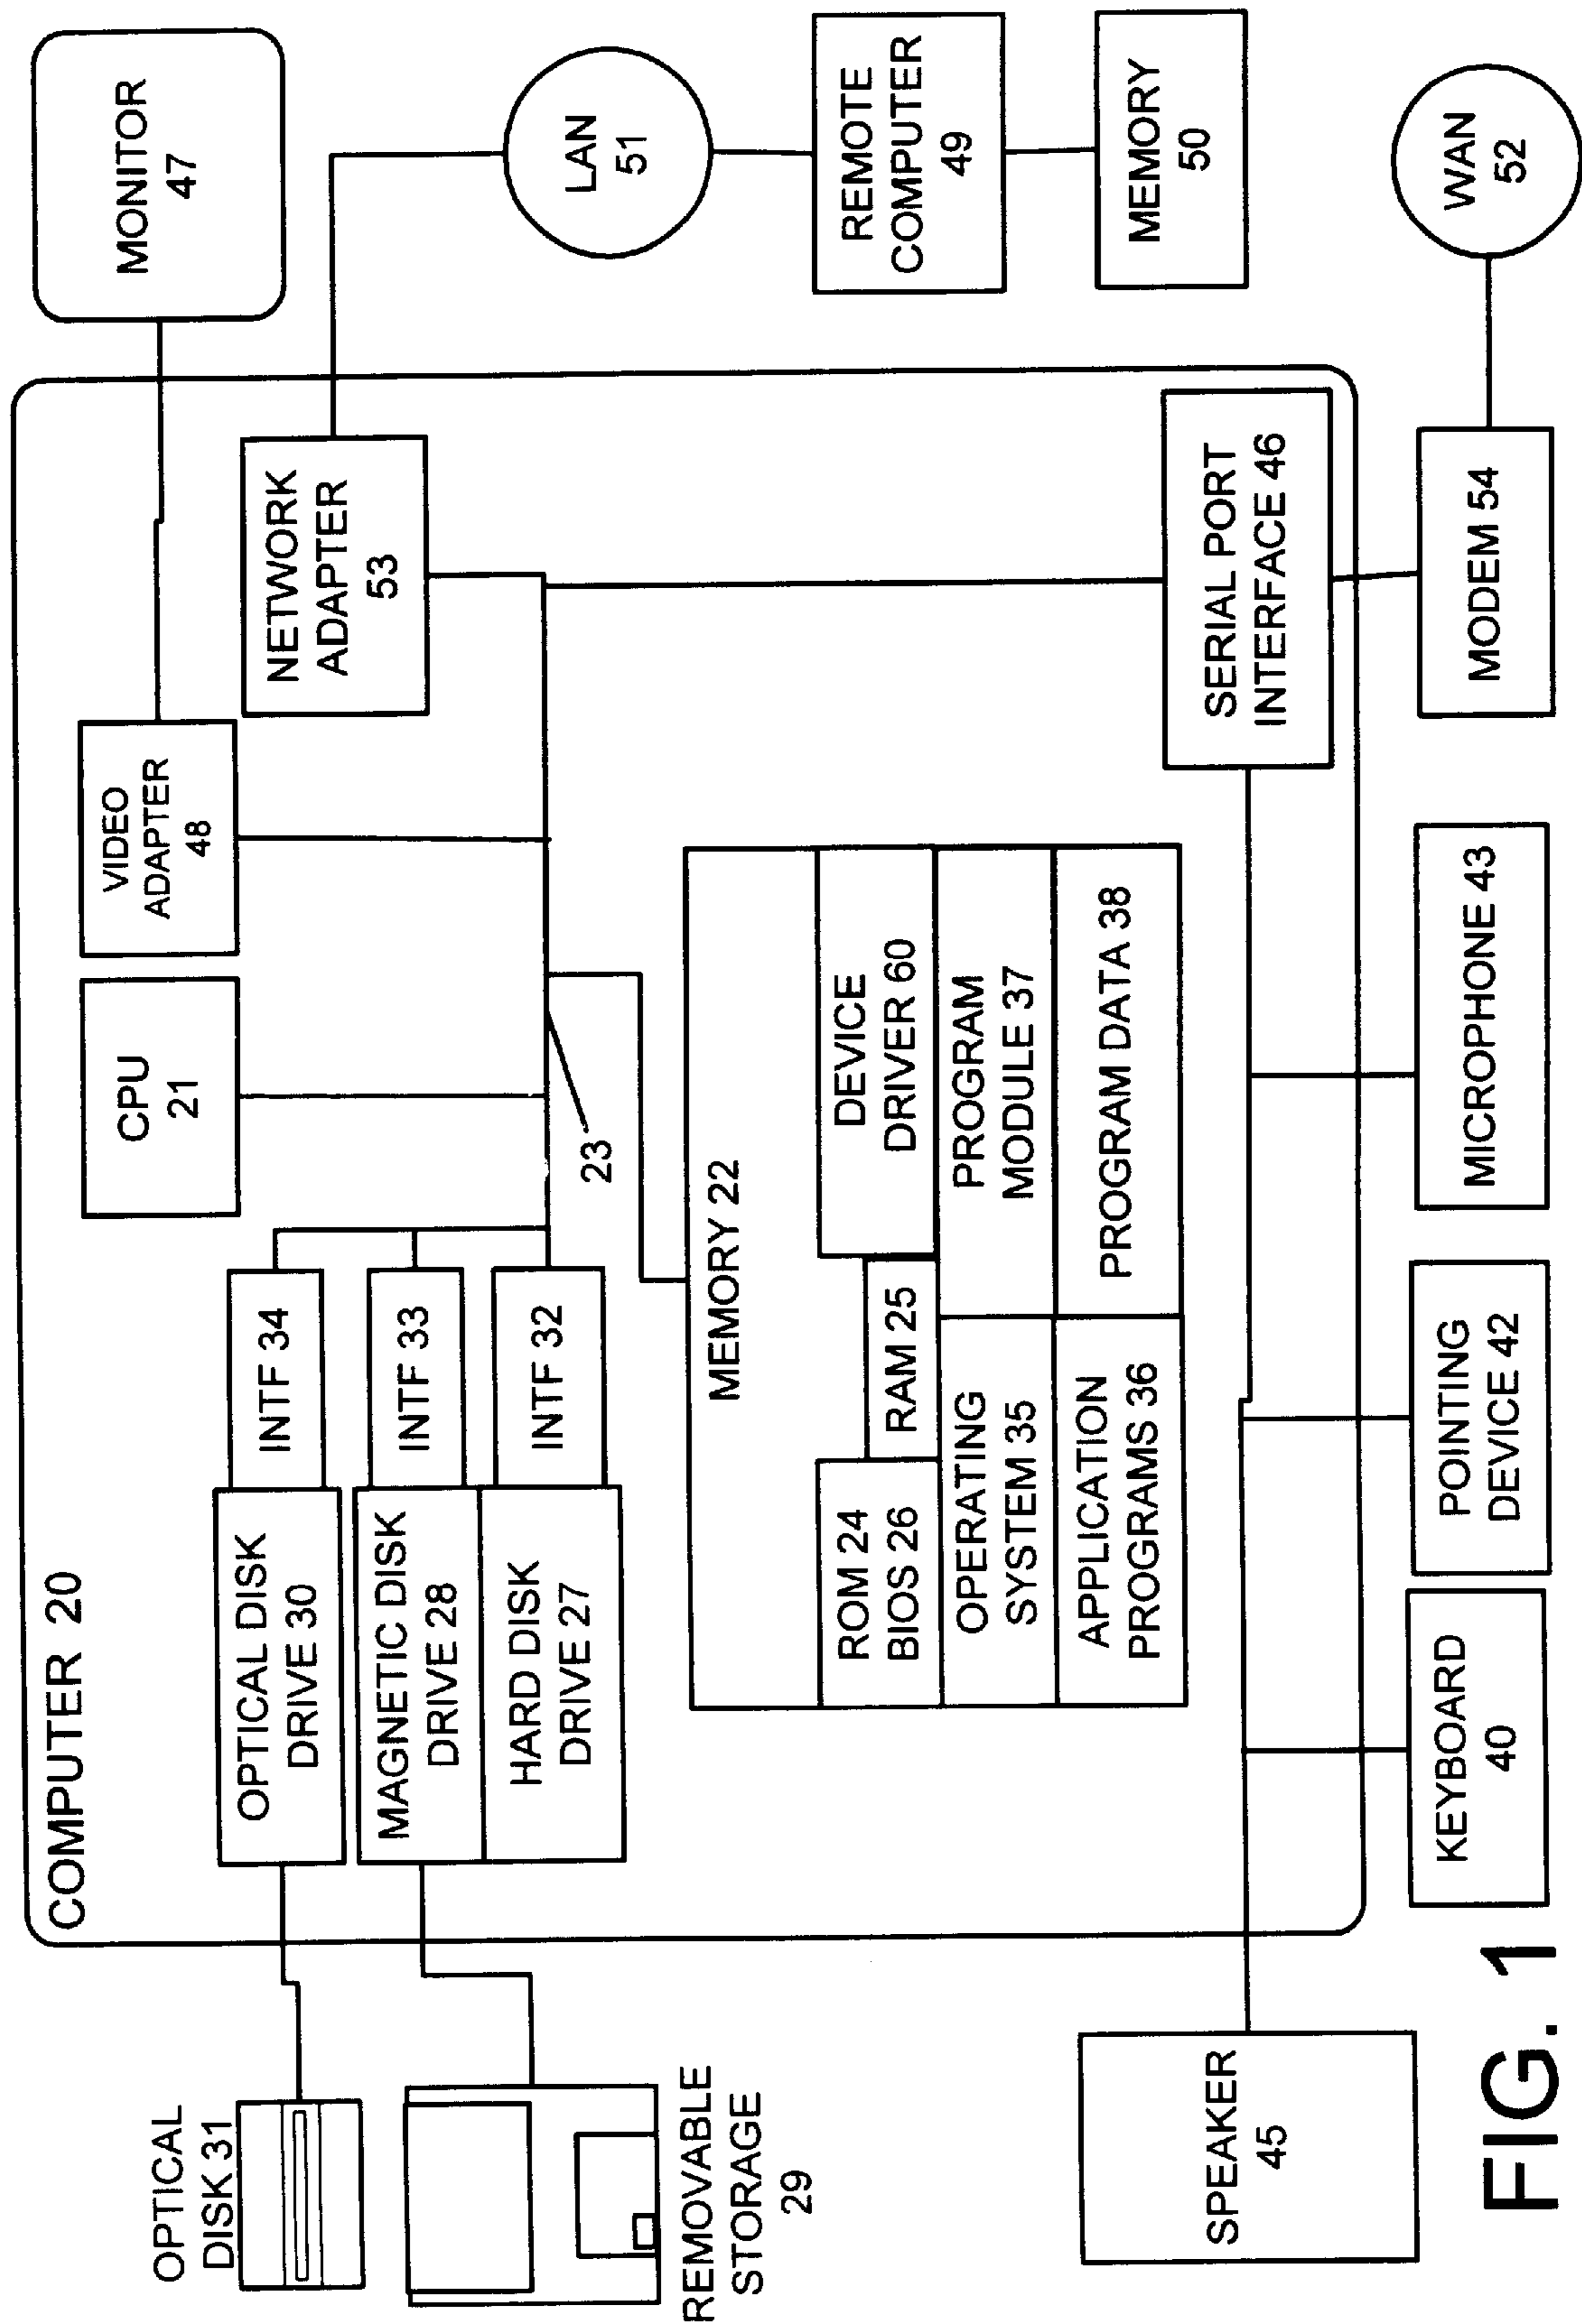 COMPUTER 20
OPTICAL
DISK 31
REMOVABLE
STORAGE
29
OPTICAL DISK
DRIVE 30
INTF 34
MAGNETIC DISK
DRIVE 28
INTF 33
HARD DISK
DRIVE 27
INTF 32
CPU
21
VIDEO
ADAPTER
48
MONITOR
47
NETWORK
ADAPTER
53
23
LAN
51
REMOTE
COMPUTER
49
MEMORY
50
MEMORY 22
ROM 24
BIOS 26
RAM 25
DEVICE
DRIVER 60
OPERATING
SYSTEM 35
PROGRAM
MODULE 37
APPLICATION
PROGRAMS 36
PROGRAM DATA 38
SERIAL PORT
INTERFACE 46
SPEAKER
45
KEYBOARD
40
POINTING
DEVICE 42
MICROPHONE 43
MODEM 54
WAN
52
FIG. 1